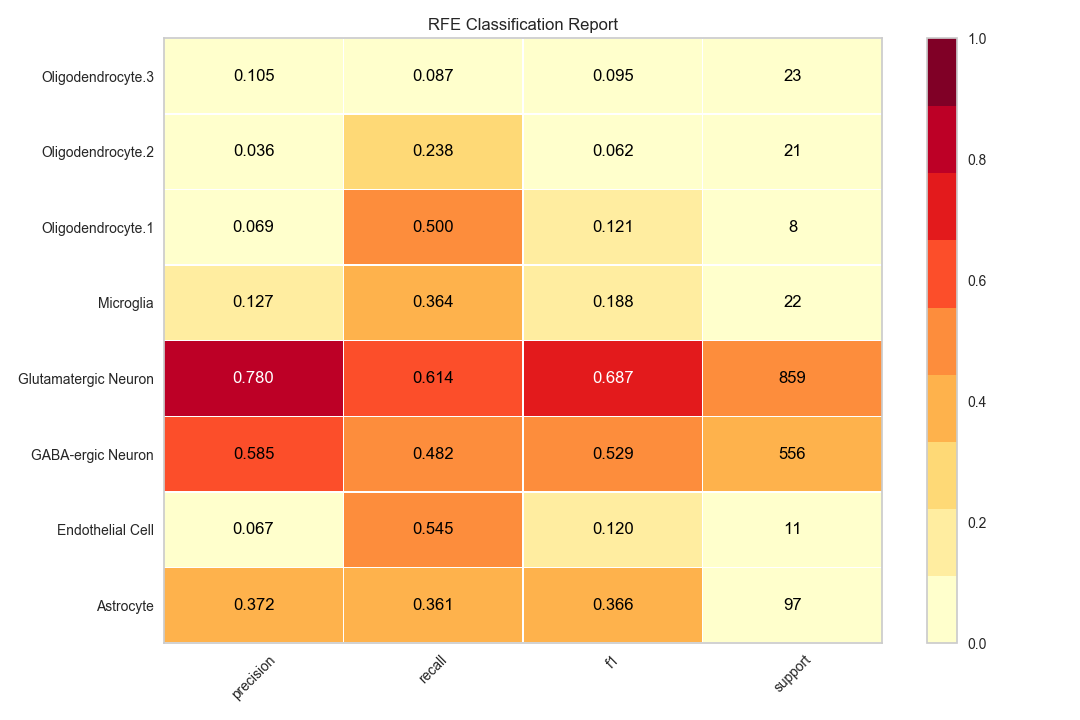 RFE Classification Report
Oligodendrocyte.3 0.105 0.087 0.095 23
Oligodendrocyte.2 0.036 0.238 0.062 21
Oligodendrocyte.1 0.069 0.500 0.121 8
Microglia 0.127 0.364 0.188 22
Glutamatergic Neuron 0.780 0.614 0.687 859
GABA-ergic Neuron 0.585 0.482 0.529 556
Endothelial Cell 0.067 0.545 0.120 11
Astrocyte 0.372 0.361 0.366 97
precision recall f1 support
1.0
0.8
0.6
0.4
0.2
0.0